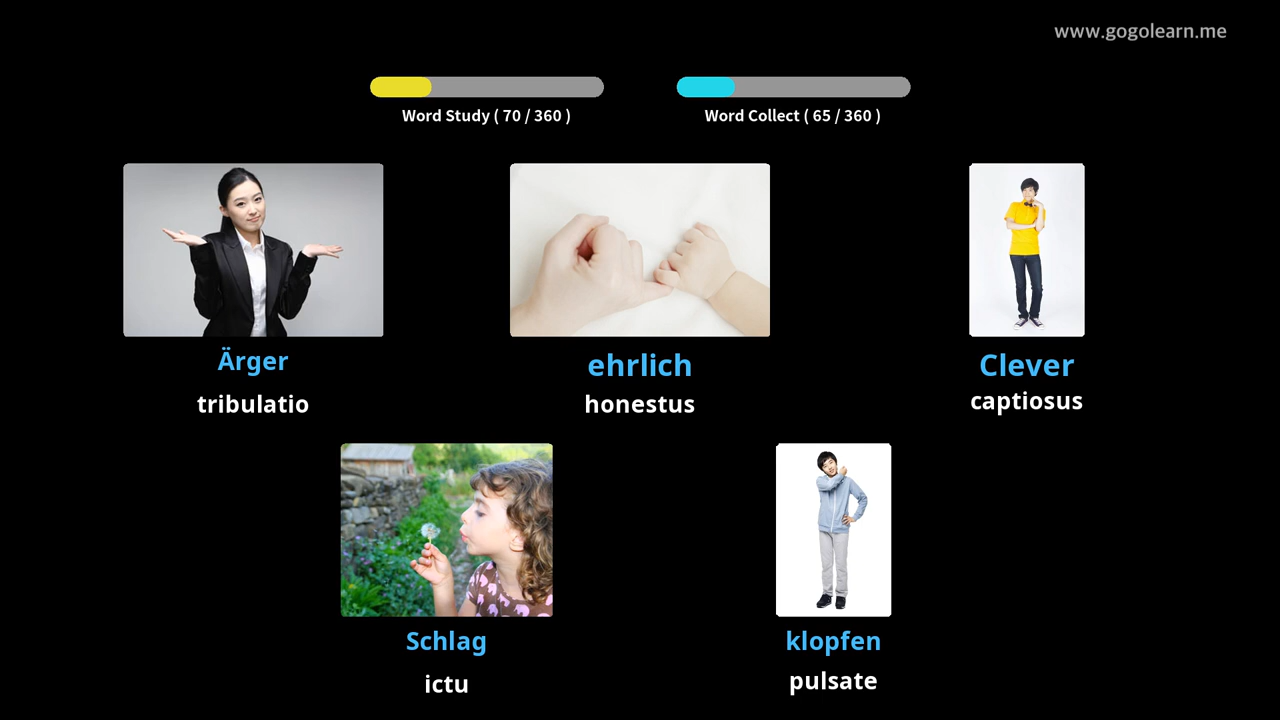 www.gogolearn.me
Word Study ( 70 / 360 )
Word Collect ( 65 / 360 )
Ärger
ehrlich
Clever
tribulatio
honestus
captiosus
Schlag
klopfen
ictu
pulsate